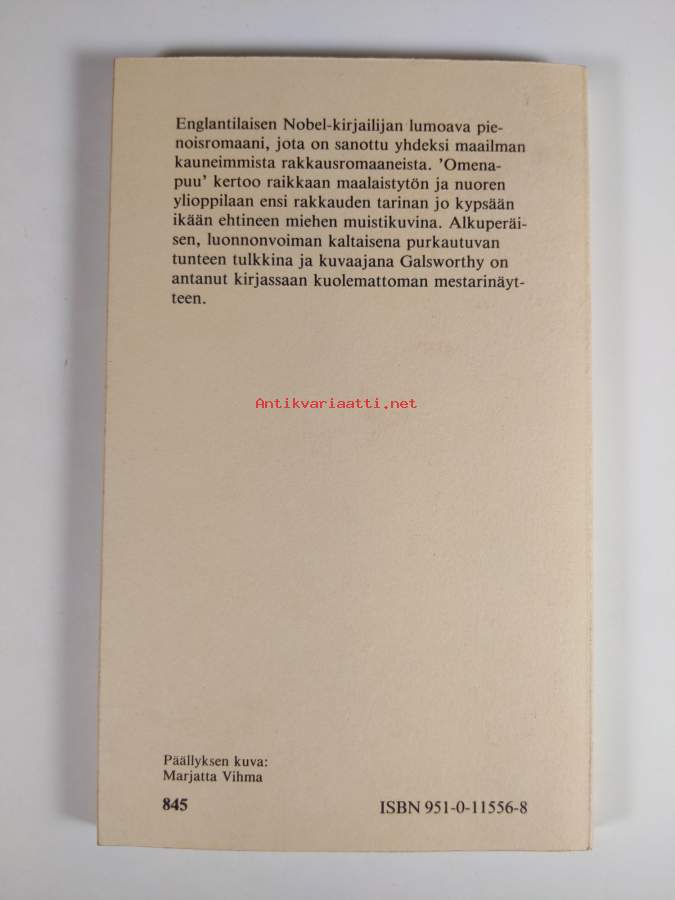 Englantilaisen Nobel-kirjailijan lumoava pie-
noisromaani, jota on sanottu yhdeksi maailman
kauneimmista rakkausromaaneista. 'Omena-
puu' kertoo raikkaan maalaistytön ja nuoren
ylioppilaan ensi rakkauden tarinan jo kypsään
ikään ehtineen miehen muistikuvina. Alkuperäi-
sen, luonnonvoiman kaltaisena purkautuvan
tunteen tulkkina ja kuvaajana Galsworthy on
antanut kirjassaan kuolemattoman mestarinäyt-
teen.
Antikvariaatti.net
Päällyksen kuva:
Marjatta Vihma
845
ISBN 951-0-11556-8